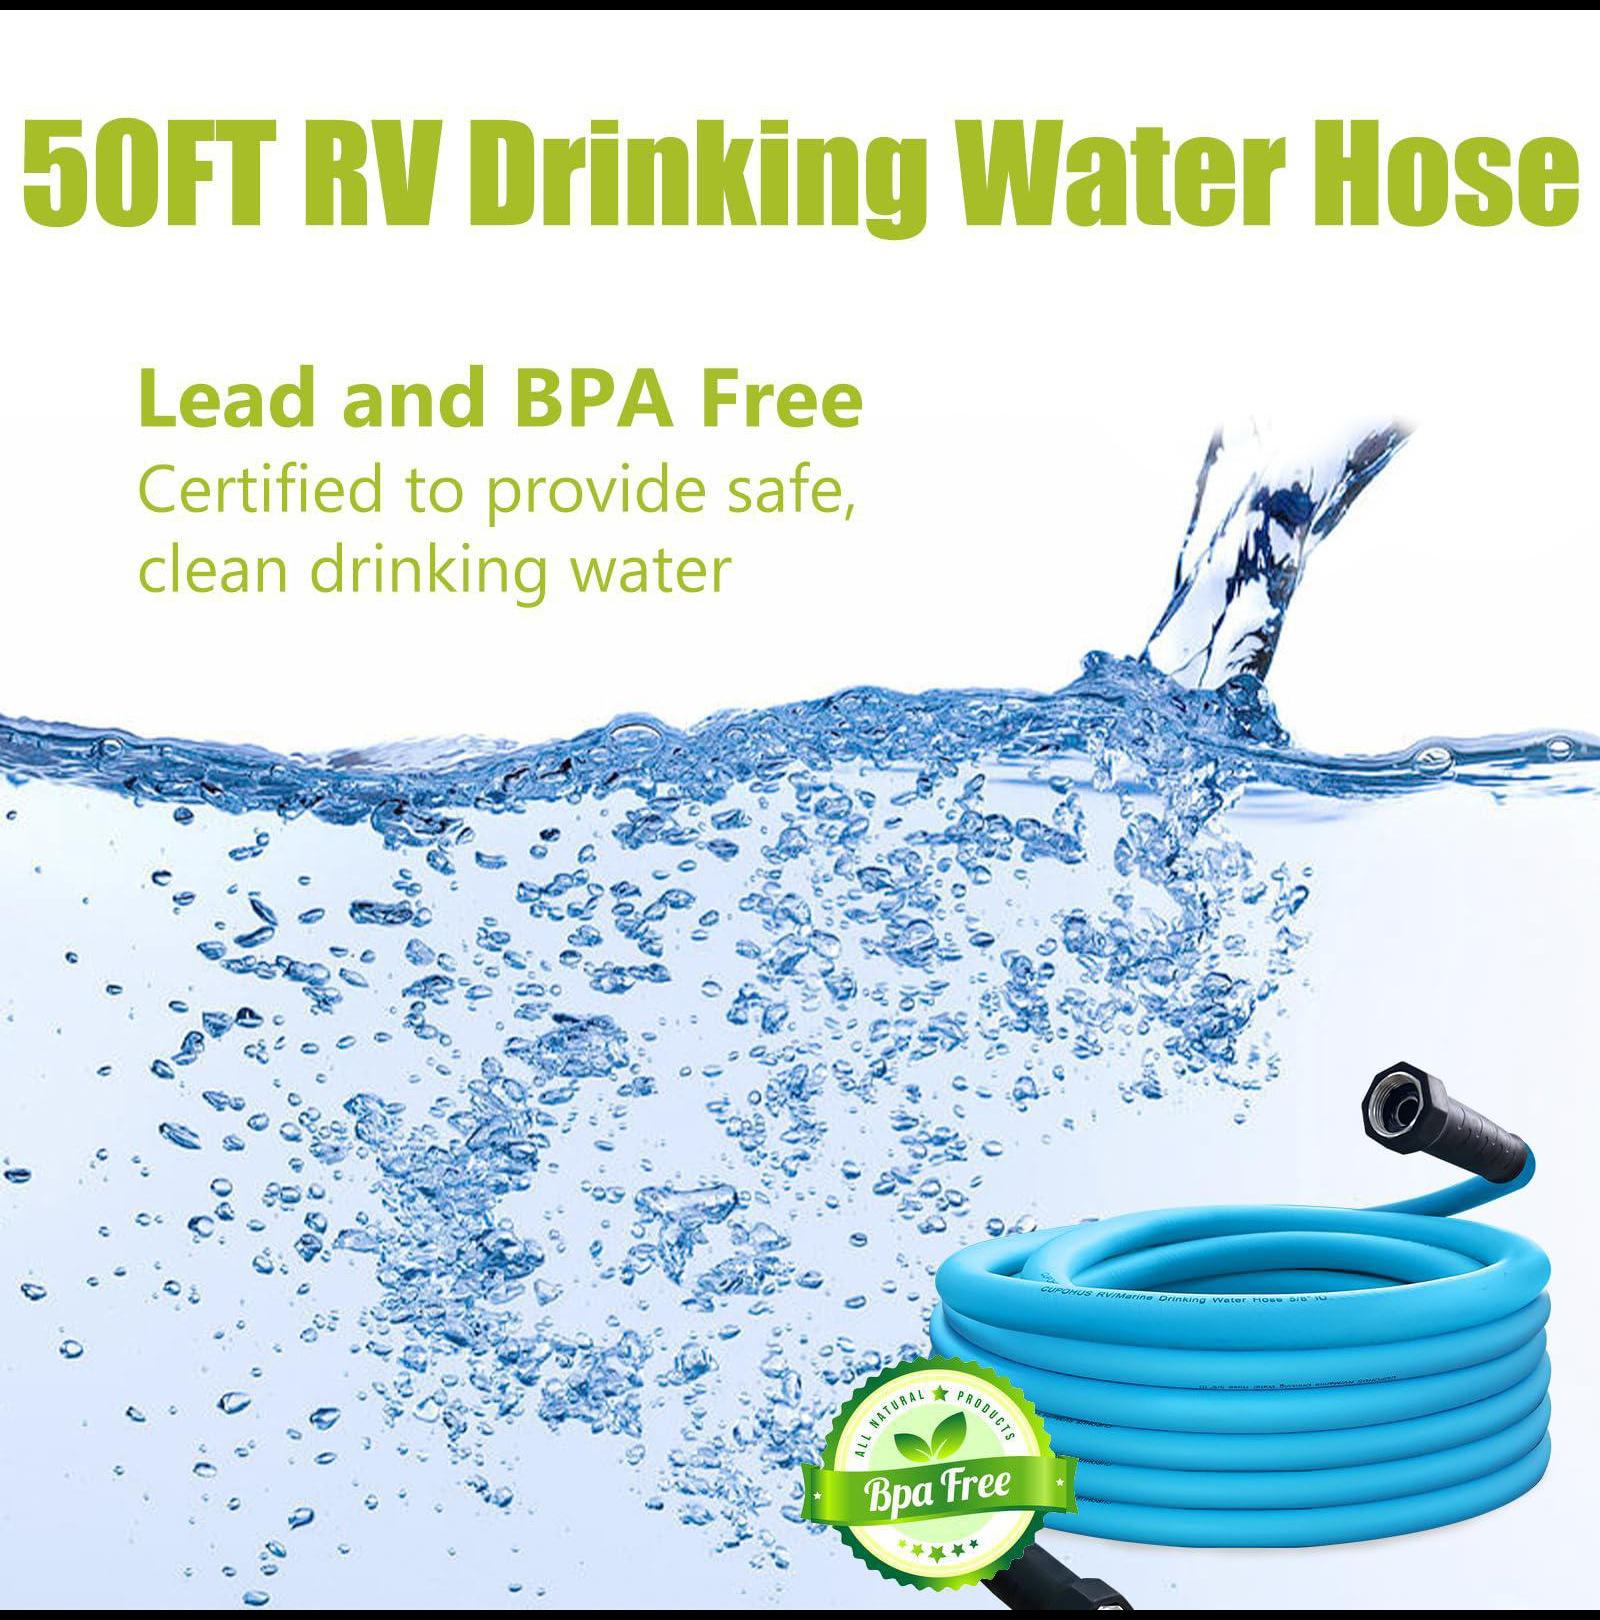 50FT RV Drinking Water Hose
Lead and BPA Free
Certified to provide safe,
clean drinking water
CUPOHUS RV/Marine Drinking Water Hose 5/8" ID
ALL NATURAL ★ PRODUCTS
Bpa Free